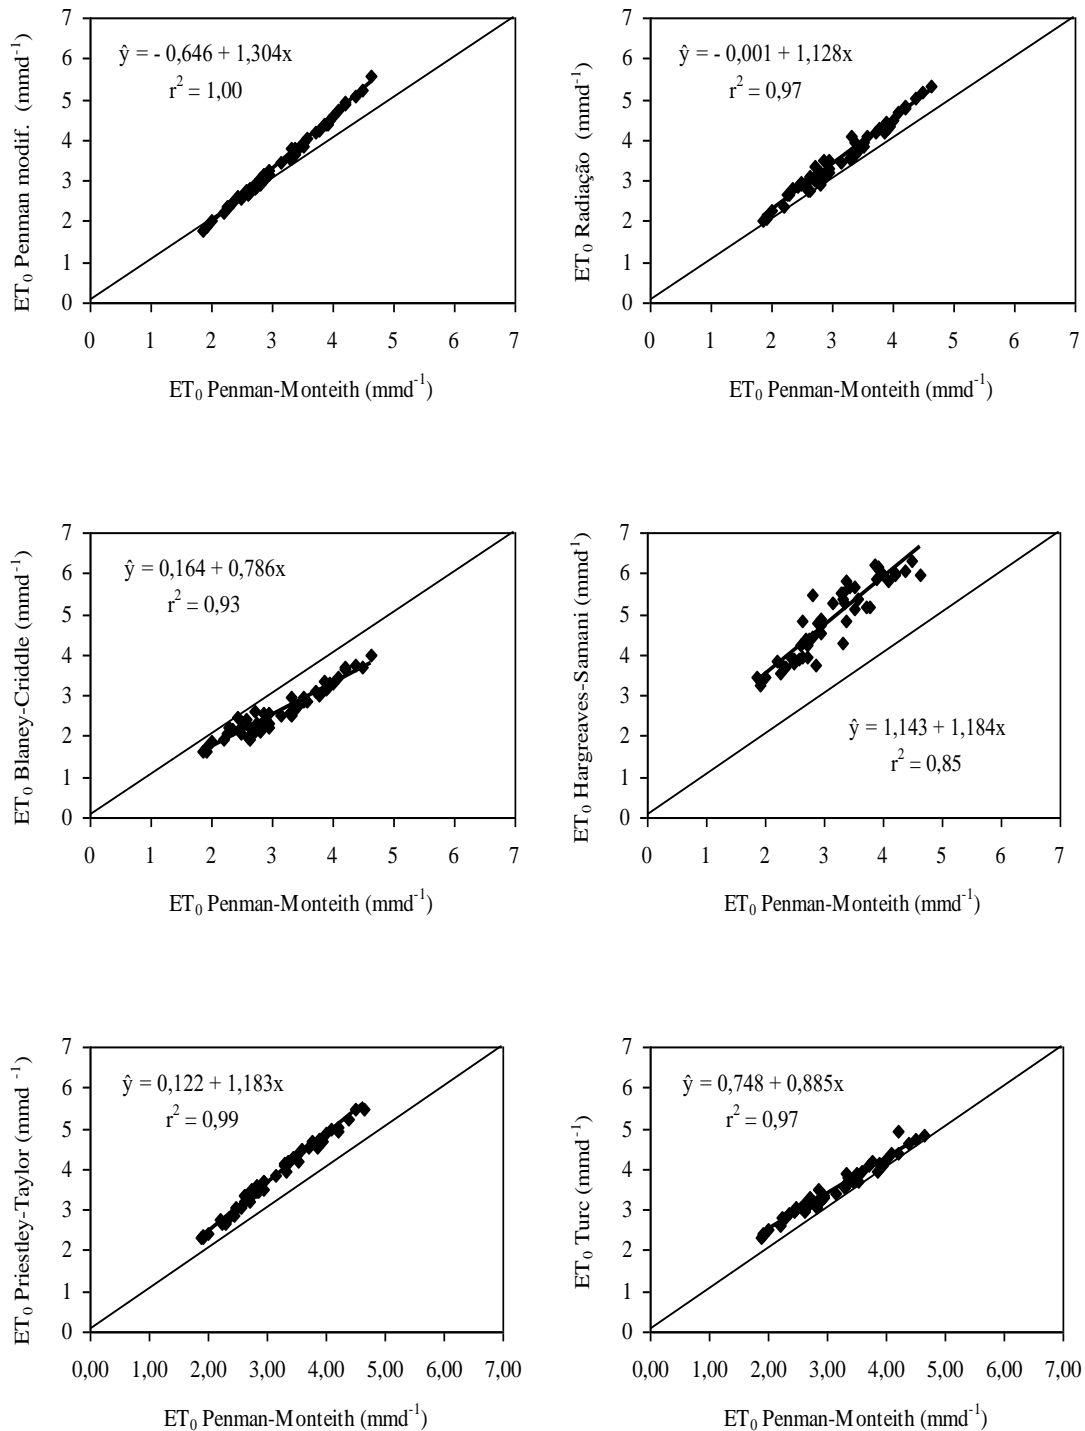 ET₀ Penman modif. (mmd⁻¹)
7
6
5
4
3
2
1
0
ŷ = - 0,646 + 1,304x
r² = 1,00
0 1 2 3 4 5 6 7
ET₀ Penman-Monteith (mmd⁻¹)
ET₀ Radiação (mmd⁻¹)
7
6
5
4
3
2
1
0
ŷ = - 0,001 + 1,128x
r² = 0,97
0 1 2 3 4 5 6 7
ET₀ Penman-Monteith (mmd⁻¹)
ET₀ Blaney-Criddle (mmd⁻¹)
7
6
5
4
3
2
1
0
ŷ = 0,164 + 0,786x
r² = 0,93
0 1 2 3 4 5 6 7
ET₀ Penman-Monteith (mmd⁻¹)
ET₀ Hargreaves-Samani (mmd⁻¹)
7
6
5
4
3
2
1
0
ŷ = 1,143 + 1,184x
r² = 0,85
0 1 2 3 4 5 6 7
ET₀ Penman-Monteith (mmd⁻¹)
ET₀ Priestley-Taylor (mmd ⁻¹)
7
6
5
4
3
2
1
0
ŷ = 0,122 + 1,183x
r² = 0,99
0,00 1,00 2,00 3,00 4,00 5,00 6,00 7,00
ET₀ Penman-Monteith (mmd⁻¹)
ET₀ Turc (mmd⁻¹)
7
6
5
4
3
2
1
0
ŷ = 0,748 + 0,885x
r² = 0,97
0,00 1,00 2,00 3,00 4,00 5,00 6,00 7,00
ET₀ Penman-Monteith (mmd⁻¹)